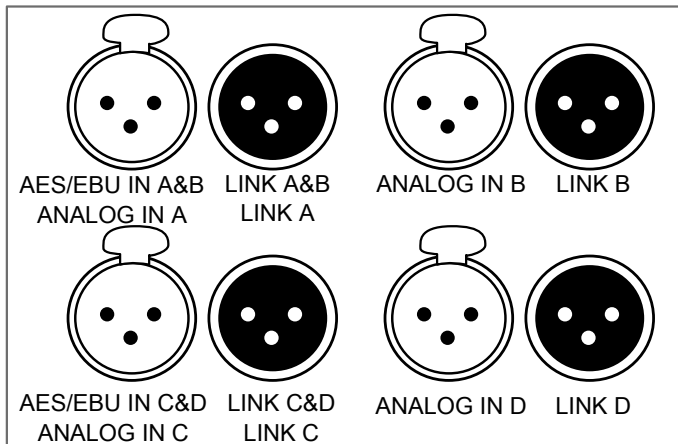 AES/EBU IN A&B
ANALOG IN A
LINK A&B
LINK A
ANALOG IN B
LINK B
AES/EBU IN C&D
ANALOG IN C
LINK C&D
LINK C
ANALOG IN D
LINK D